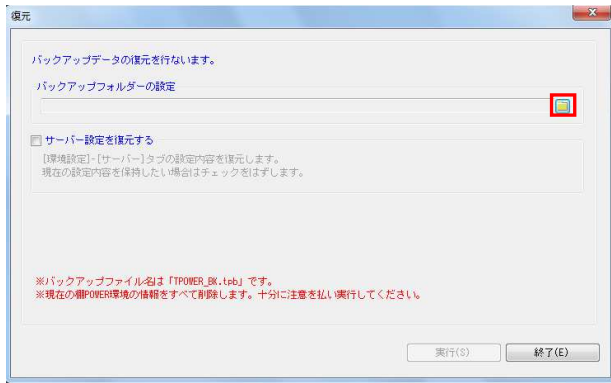 復元
バックアップデータの復元を行ないます。
バックアップフォルダーの設定
サーバー設定を復元する
[環境設定]-[サーバー]タブの設定内容を復元します。
現在の設定内容を保持したい場合はチェックをはずします。
※バックアップファイル名は「TPOWER_BK.tpb」です。
※現在の棚POWER環境の情報をすべて削除します。十分に注意を払い実行してください。
実行(S)
終了(E)